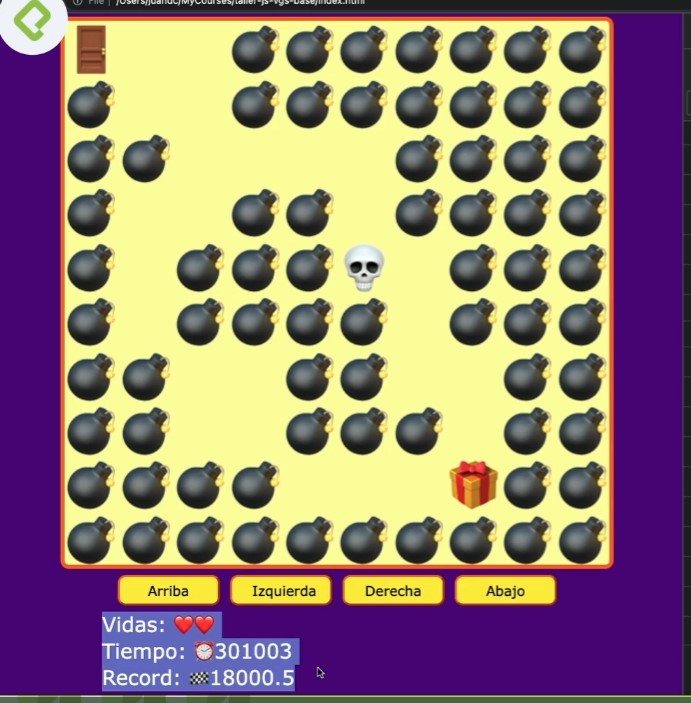 File | /Users/juandc/MyCourses/taller-js-vgs-base/index.html
Arriba Izquierda Derecha Abajo
Vidas: ❤️❤️
Tiempo: ⏰301003
Record: 🏁18000.5